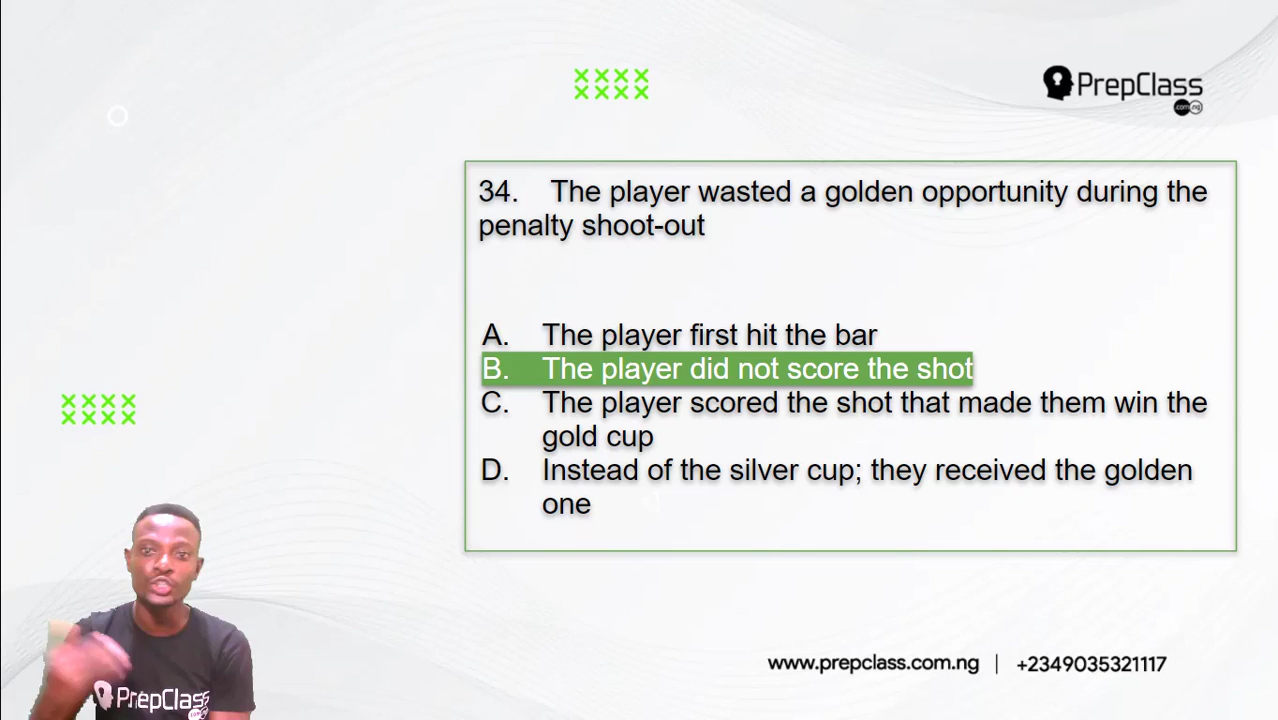 PrepClass
.com.ng
34. The player wasted a golden opportunity during the
penalty shoot-out
A. The player first hit the bar
B. The player did not score the shot
C. The player scored the shot that made them win the
gold cup
D. Instead of the silver cup; they received the golden
one
PrepClass
.com.ng
www.prepclass.com.ng | +2349035321117